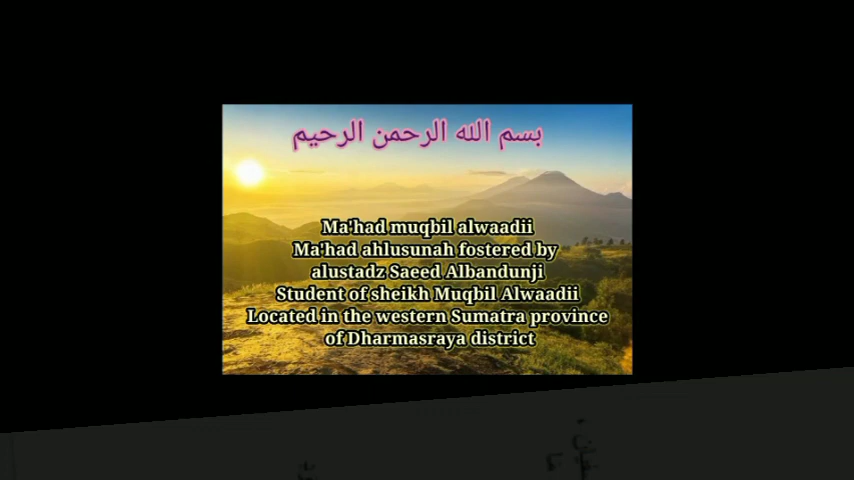 بسم الله الرحمن الرحيم
Ma'had muqbil alwaadii
Ma'had ahlusunah fostered by
alustadz Saeed Albandunji
Student of sheikh Muqbil Alwaadii
Located in the western Sumatra province
of Dharmasraya district